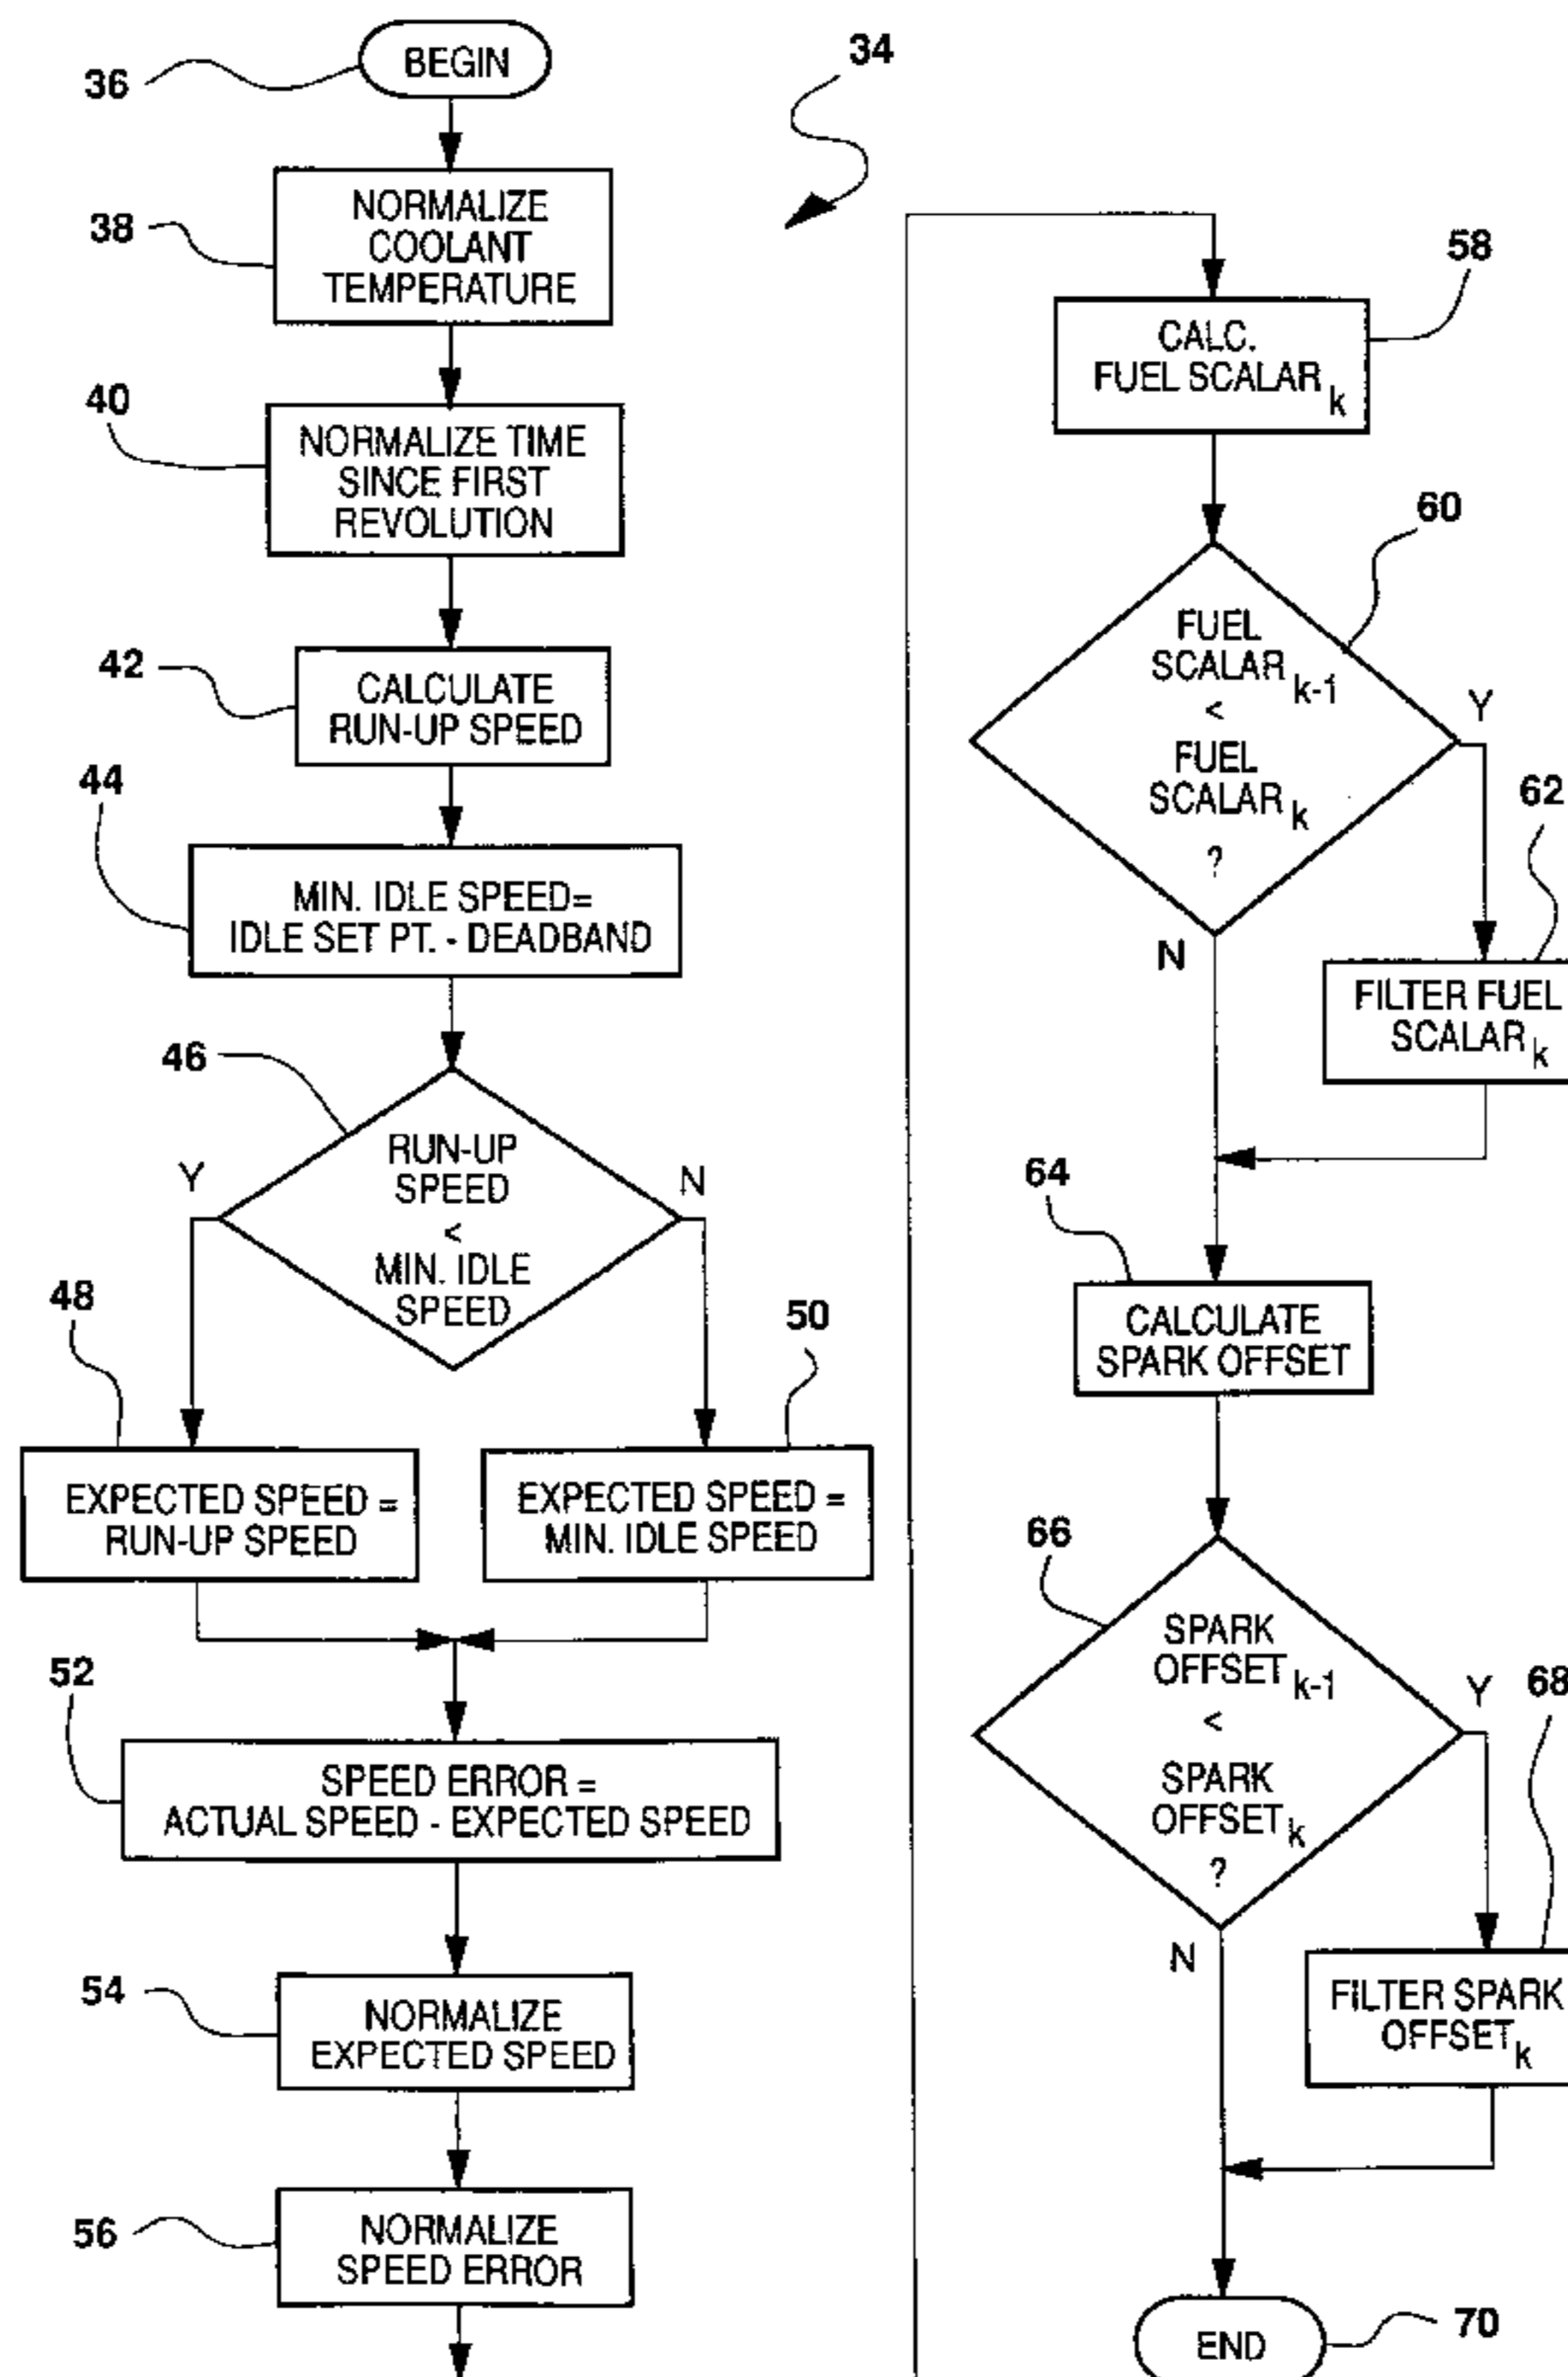 36
BEGIN
34
38
NORMALIZE
COOLANT
TEMPERATURE
40
NORMALIZE TIME
SINCE FIRST
REVOLUTION
42
CALCULATE
RUN-UP SPEED
44
MIN. IDLE SPEED=
IDLE SET PT. - DEADBAND
46
RUN-UP
SPEED
<
MIN. IDLE
SPEED
Y
N
48
EXPECTED SPEED =
RUN-UP SPEED
50
EXPECTED SPEED =
MIN. IDLE SPEED
52
SPEED ERROR =
ACTUAL SPEED - EXPECTED SPEED
54
NORMALIZE
EXPECTED SPEED
56
NORMALIZE
SPEED ERROR
58
CALC.
FUEL SCALAR k
60
FUEL
SCALAR k-1
<
FUEL
SCALAR k
?
Y
N
62
FILTER FUEL
SCALAR k
64
CALCULATE
SPARK OFFSET
66
SPARK
OFFSET k-1
<
SPARK
OFFSET k
?
Y
N
68
FILTER SPARK
OFFSET k
END
70